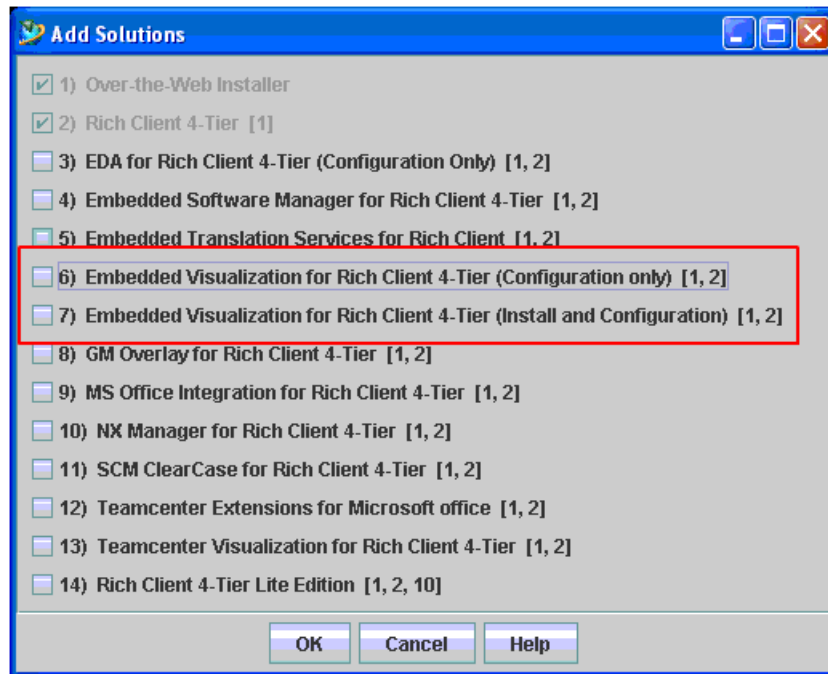 Add Solutions
1) Over-the-Web Installer
2) Rich Client 4-Tier [1]
3) EDA for Rich Client 4-Tier (Configuration Only) [1, 2]
4) Embedded Software Manager for Rich Client 4-Tier [1, 2]
5) Embedded Translation Services for Rich Client [1, 2]
6) Embedded Visualization for Rich Client 4-Tier (Configuration only) [1, 2]
7) Embedded Visualization for Rich Client 4-Tier (Install and Configuration) [1, 2]
8) GM Overlay for Rich Client 4-Tier [1, 2]
9) MS Office Integration for Rich Client 4-Tier [1, 2]
10) NX Manager for Rich Client 4-Tier [1, 2]
11) SCM ClearCase for Rich Client 4-Tier [1, 2]
12) Teamcenter Extensions for Microsoft office [1, 2]
13) Teamcenter Visualization for Rich Client 4-Tier [1, 2]
14) Rich Client 4-Tier Lite Edition [1, 2, 10]
OK Cancel Help